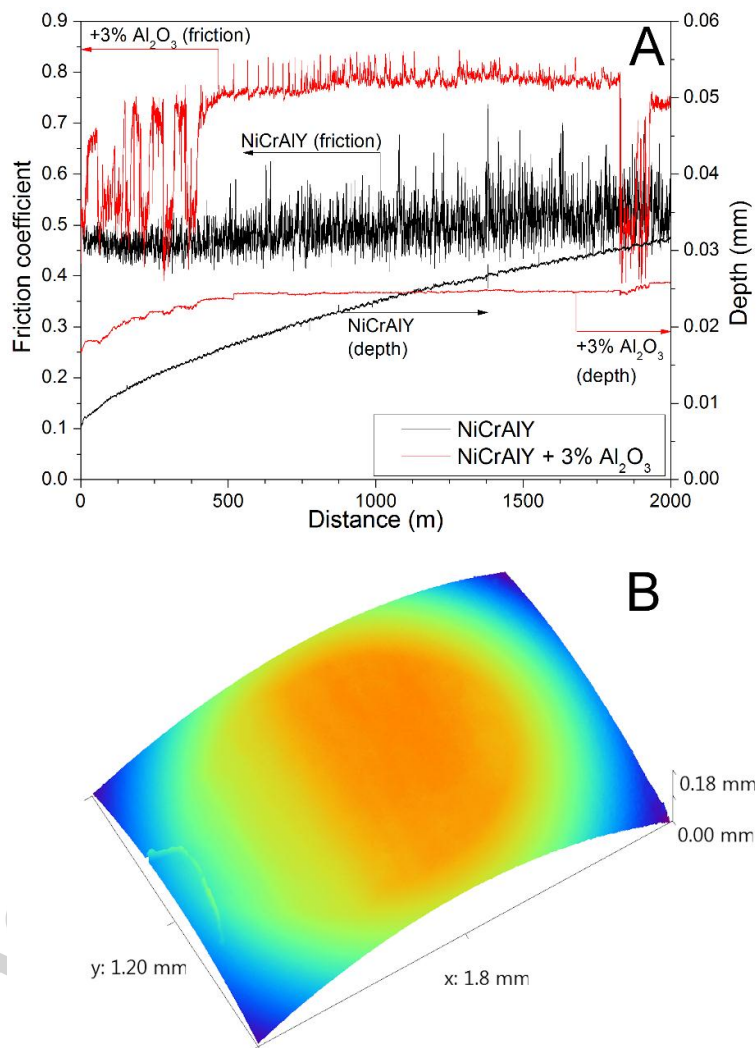 A
+3% Al₂O₃ (friction)
NiCrAlY (friction)
NiCrAlY
(depth)
+3% Al₂O₃
(depth)
NiCrAlY
NiCrAlY + 3% Al₂O₃
Friction coefficient
0.9
0.8
0.7
0.6
0.5
0.4
0.3
0.2
0.1
0.0
Depth (mm)
0.06
0.05
0.04
0.03
0.02
0.01
0.00
0 500 1000 1500 2000
Distance (m)
B
0.18 mm
0.00 mm
y: 1.20 mm
x: 1.8 mm